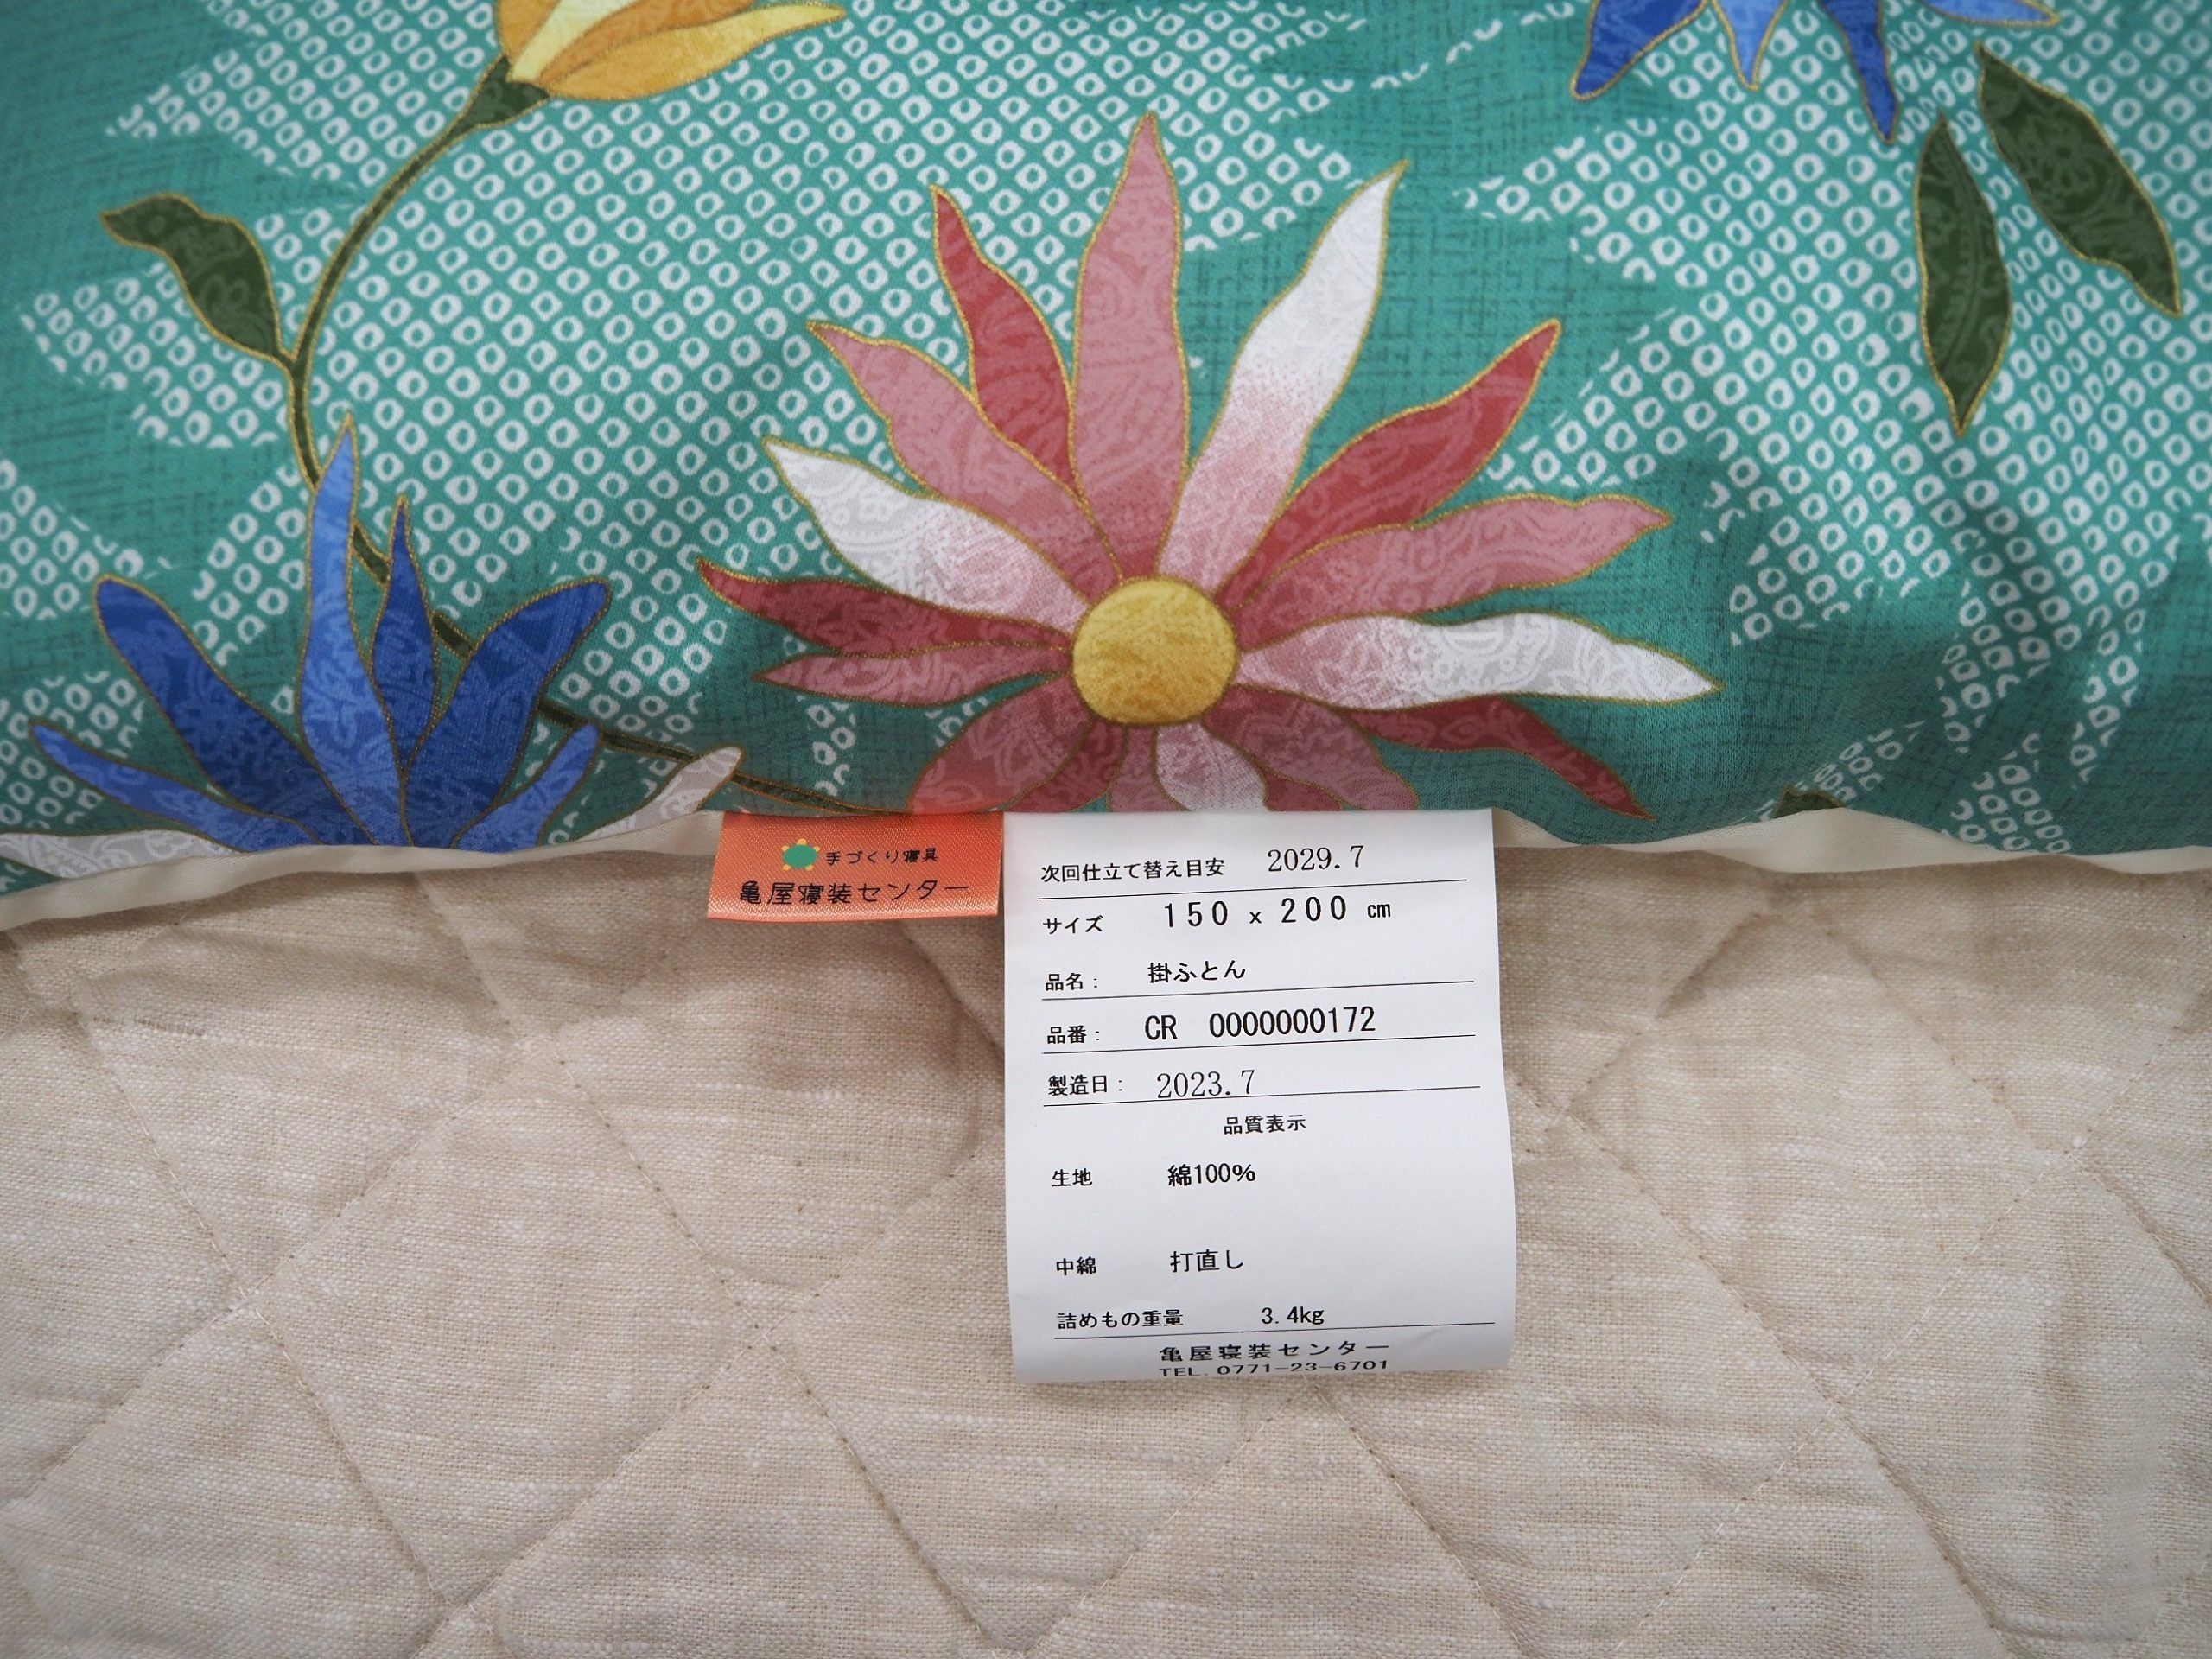 手づくり寝具
亀屋寝装センター
次回仕立て替え目安 2029.7
サイズ 150 x 200 cm
品名： 掛ふとん
品番： CR 0000000172
製造日： 2023.7
品質表示
生地 綿100%
中綿 打直し
詰めもの重量 3.4kg
亀屋寝装センター
TEL. 0771-23-6701